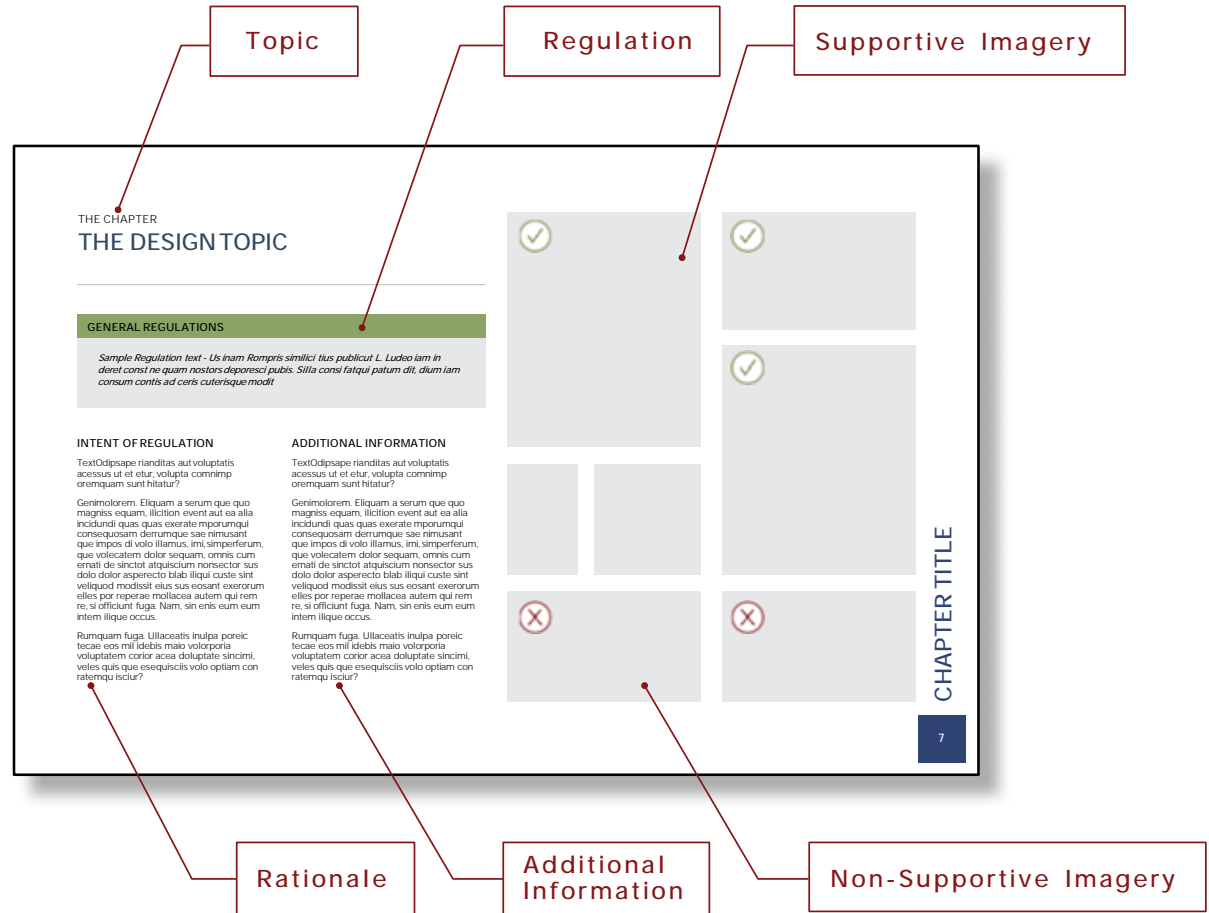 Topic
Regulation
Supportive Imagery
THE CHAPTER
THE DESIGN TOPIC
GENERAL REGULATIONS
Sample Regulation text - Us inam Rompris similici tius publicut L. Ludeo iam in
deret const ne quam nostors deporesci pubis. Silla consi fatqui patum dit, dium iam
consum contis ad ceris cuterisque modit
INTENT OF REGULATION
TextOdipsape rianditas aut voluptatis
acessus ut et etur, volupta comnimp
oremquam sunt hitatur?
Genimolorem. Eliquam a serum que quo
magniss equam, ilicition event aut ea alia
incidundi quas quas exerate mporumqui
consequosam derrumque sae nimusant
que impos di volo illamus, imi, simperferum,
que volecatem dolor sequam, omnis cum
ernati de sinctot atquiscium nonsector sus
dolo dolor asperecto blab iliqui custe sint
veliquod modissit eius sus eosant exerorum
elles por reperae mollacea autem qui rem
re, si officiunt fuga. Nam, sin enis eum eum
intem ilique occus.
Rumquam fuga. Ullaceatis inulpa poreic
tecae eos mil idebis maio volorporia
voluptatem corior acea doluptate sincimi,
veles quis que esequisciis volo optiam con
ratemqu isciur?
ADDITIONAL INFORMATION
TextOdipsape rianditas aut voluptatis
acessus ut et etur, volupta comnimp
oremquam sunt hitatur?
Genimolorem. Eliquam a serum que quo
magniss equam, ilicition event aut ea alia
incidundi quas quas exerate mporumqui
consequosam derrumque sae nimusant
que impos di volo illamus, imi, simperferum,
que volecatem dolor sequam, omnis cum
ernati de sinctot atquiscium nonsector sus
dolo dolor asperecto blab iliqui custe sint
veliquod modissit eius sus eosant exerorum
elles por reperae mollacea autem qui rem
re, si officiunt fuga. Nam, sin enis eum eum
intem ilique occus.
Rumquam fuga. Ullaceatis inulpa poreic
tecae eos mil idebis maio volorporia
voluptatem corior acea doluptate sincimi,
veles quis que esequisciis volo optiam con
ratemqu isciur?
CHAPTER TITLE
7
Rationale
Additional
Information
Non-Supportive Imagery